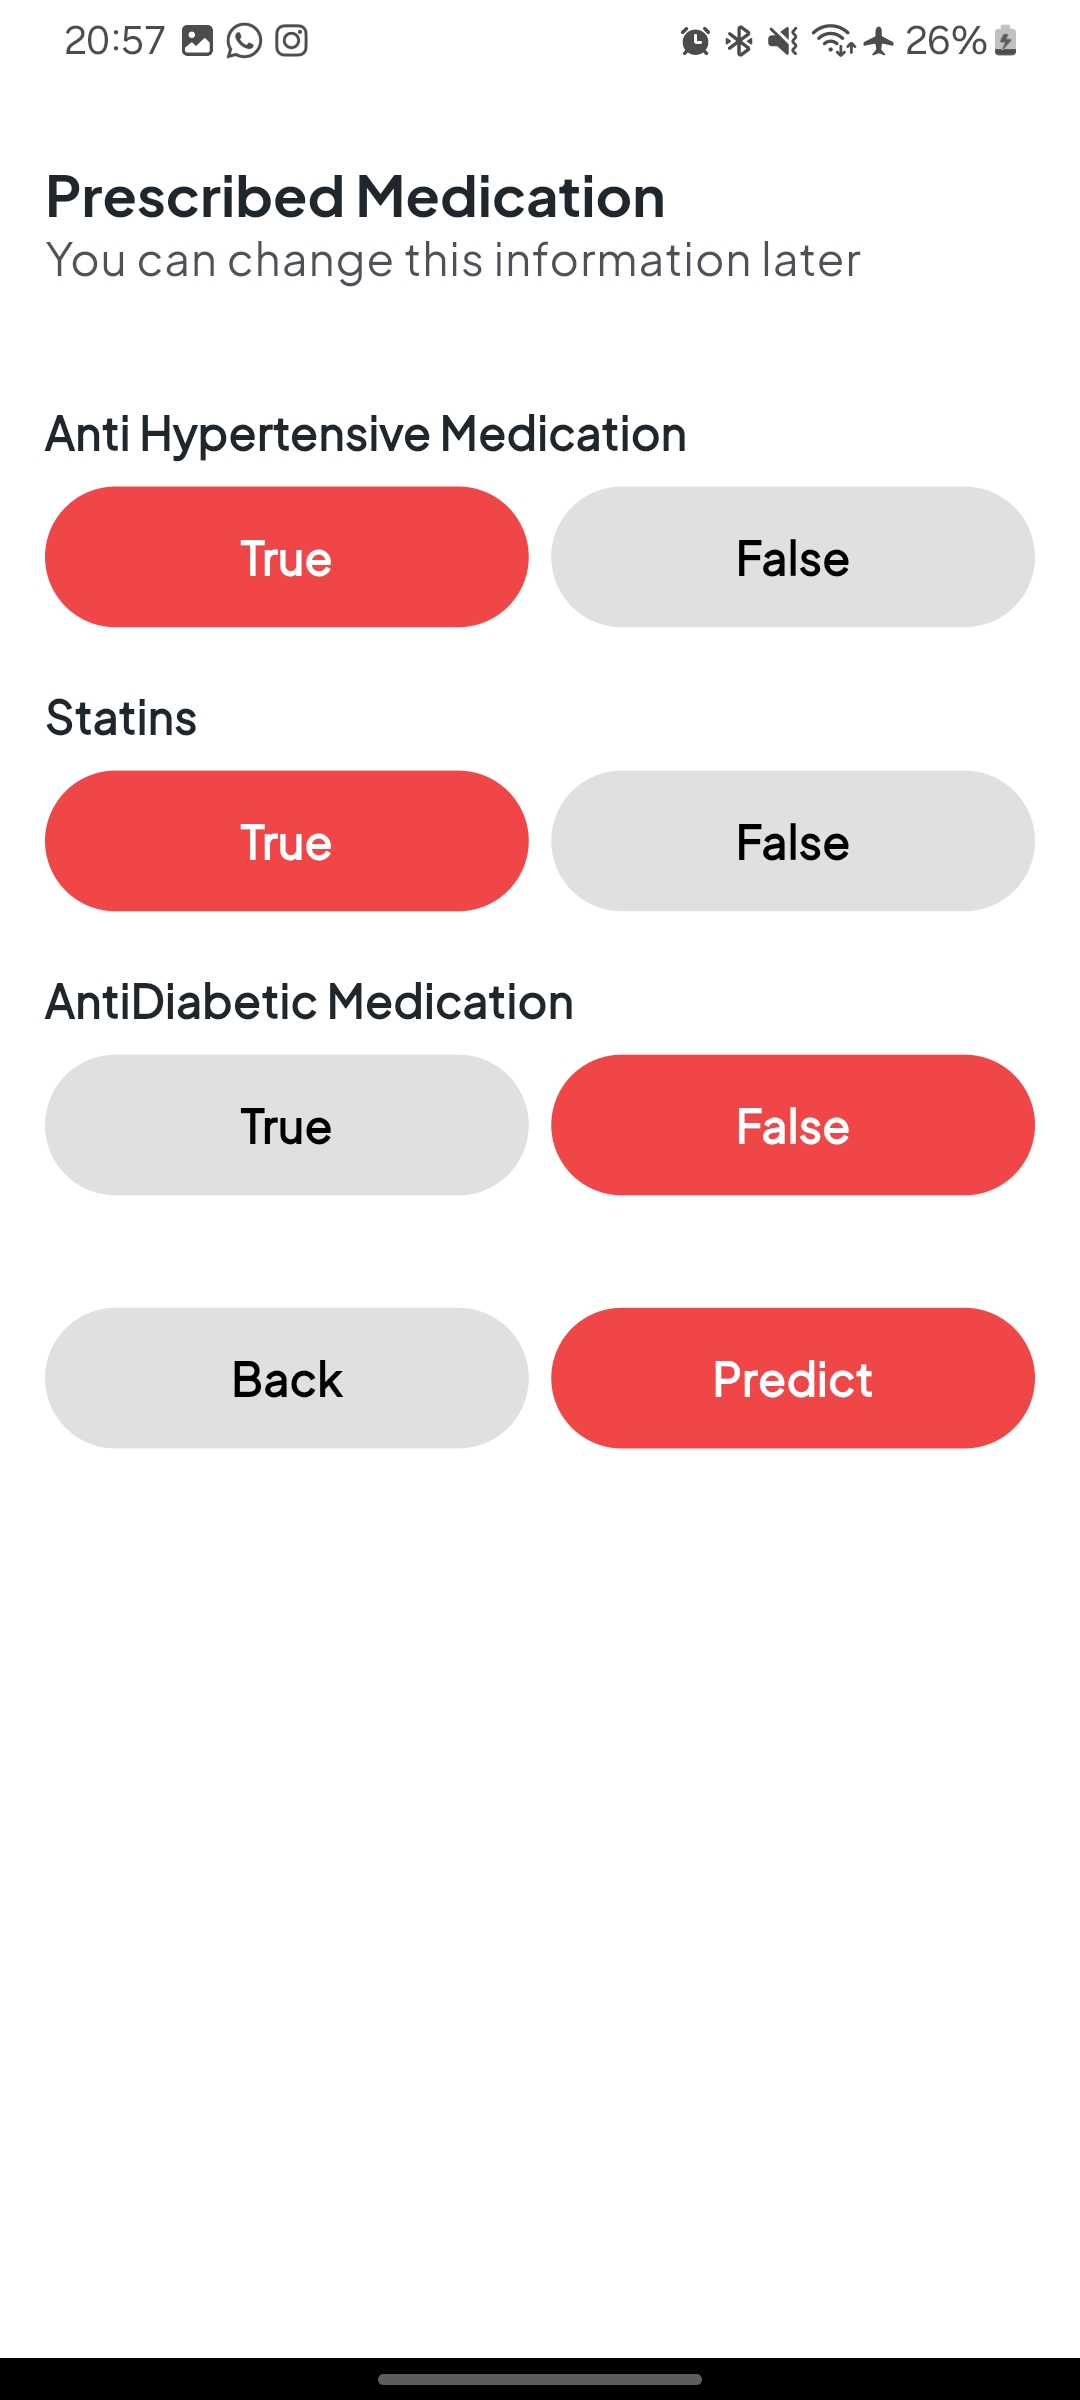 20:57 26%
Prescribed Medication
You can change this information later
Anti Hypertensive Medication
True False
Statins
True False
AntiDiabetic Medication
True False
Back Predict